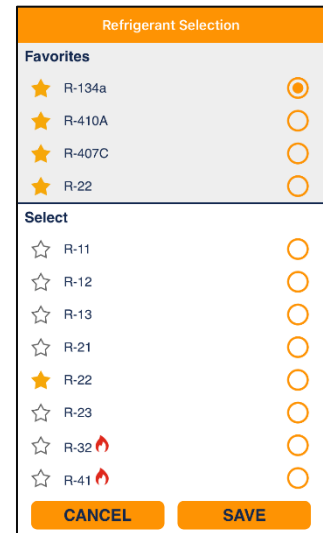 Refrigerant Selection
Favorites
R-134a
R-410A
R-407C
R-22
Select
R-11
R-12
R-13
R-21
R-22
R-23
R-32
R-41
CANCEL SAVE